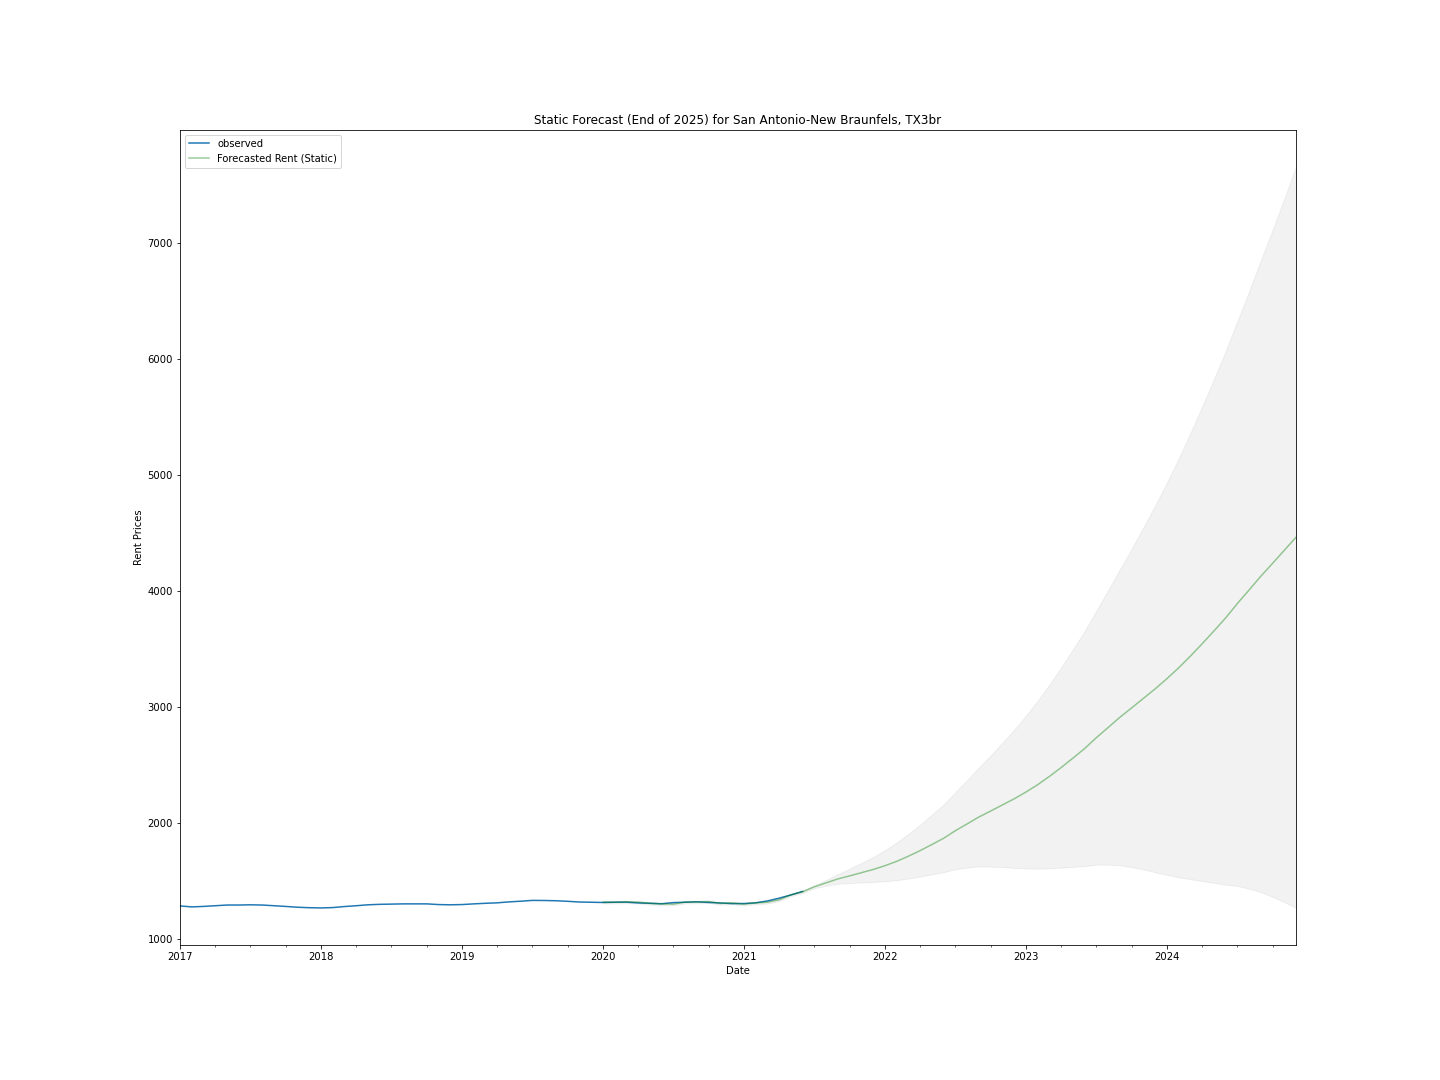 Static Forecast (End of 2025) for San Antonio-New Braunfels, TX3br
observed
Forecasted Rent (Static)
7000
6000
5000
4000
3000
2000
1000
Rent Prices
2017 2018 2019 2020 2021 2022 2023 2024
Date